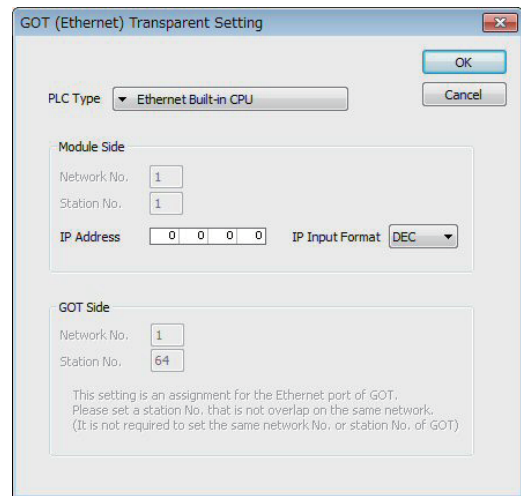 GOT (Ethernet) Transparent Setting
OK
PLC Type Ethernet Built-in CPU Cancel
Module Side
Network No. 1
Station No. 1
IP Address 0 0 0 0 IP Input Format DEC
GOT Side
Network No. 1
Station No. 64
This setting is an assignment for the Ethernet port of GOT.
Please set a station No. that is not overlap on the same network.
(It is not required to set the same network No. or station No. of GOT)